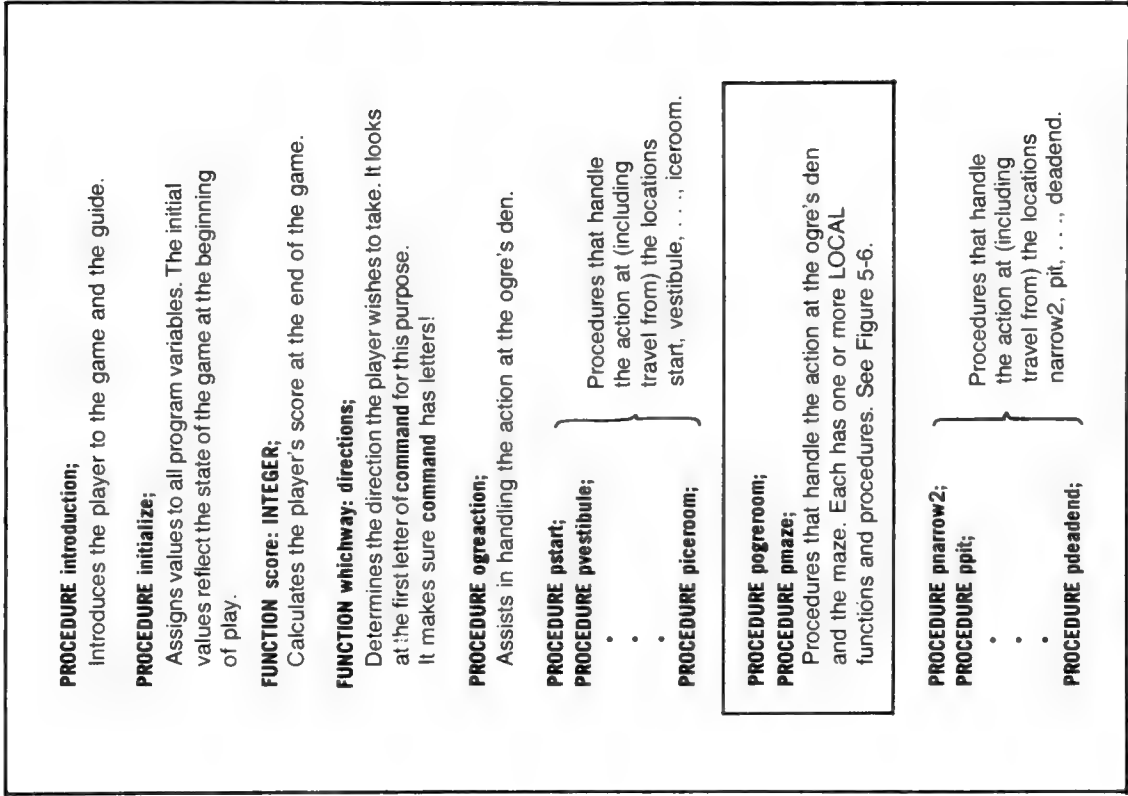 PROCEDURE introduction;
Introduces the player to the game and the guide.
PROCEDURE initialize;
Assigns values to all program variables. The initial
values reflect the state of the game at the beginning
of play.
FUNCTION score: INTEGER;
Calculates the player's score at the end of the game.
FUNCTION whichway: directions;
Determines the direction the player wishes to take. It looks
at the first letter of command for this purpose.
It makes sure command has letters!
PROCEDURE ogreaction;
Assists in handling the action at the ogre's den.
PROCEDURE pstart;
PROCEDURE pvestibule;
.
.
.
PROCEDURE piceroom;
Procedures that handle
the action at (including
travel from) the locations
start, vestibule, . . ., iceroom.
PROCEDURE pogreroom;
PROCEDURE pmaze;
Procedures that handle the action at the ogre's den
and the maze. Each has one or more LOCAL
functions and procedures. See Figure 5-6.
PROCEDURE pnarrow2;
PROCEDURE ppit;
.
.
.
PROCEDURE pdeadend;
Procedures that handle
the action at (including
travel from) the locations
narrow2, pit, . . ., deadend.